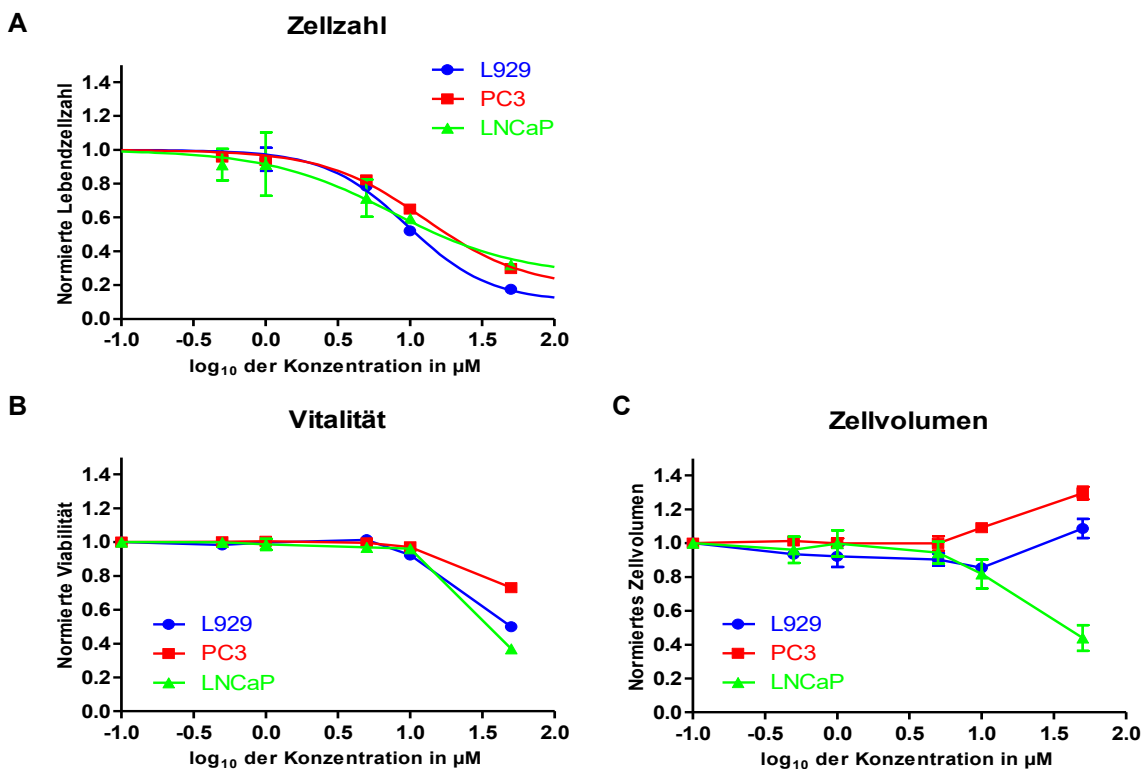 A
Zellzahl
L929
PC3
LNCaP
Normierte Lebendzellzahl
1.4
1.2
1.0
0.8
0.6
0.4
0.2
0.0
-1.0 -0.5 0.0 0.5 1.0 1.5 2.0
log₁₀ der Konzentration in µM
B
Vitalität
Normierte Viabilität
1.4
1.2
1.0
0.8
0.6
0.4
0.2
0.0
L929
PC3
LNCaP
-1.0 -0.5 0.0 0.5 1.0 1.5 2.0
log₁₀ der Konzentration in µM
C
Zellvolumen
Normiertes Zellvolumen
1.4
1.2
1.0
0.8
0.6
0.4
0.2
0.0
L929
PC3
LNCaP
-1.0 -0.5 0.0 0.5 1.0 1.5 2.0
log₁₀ der Konzentration in µM